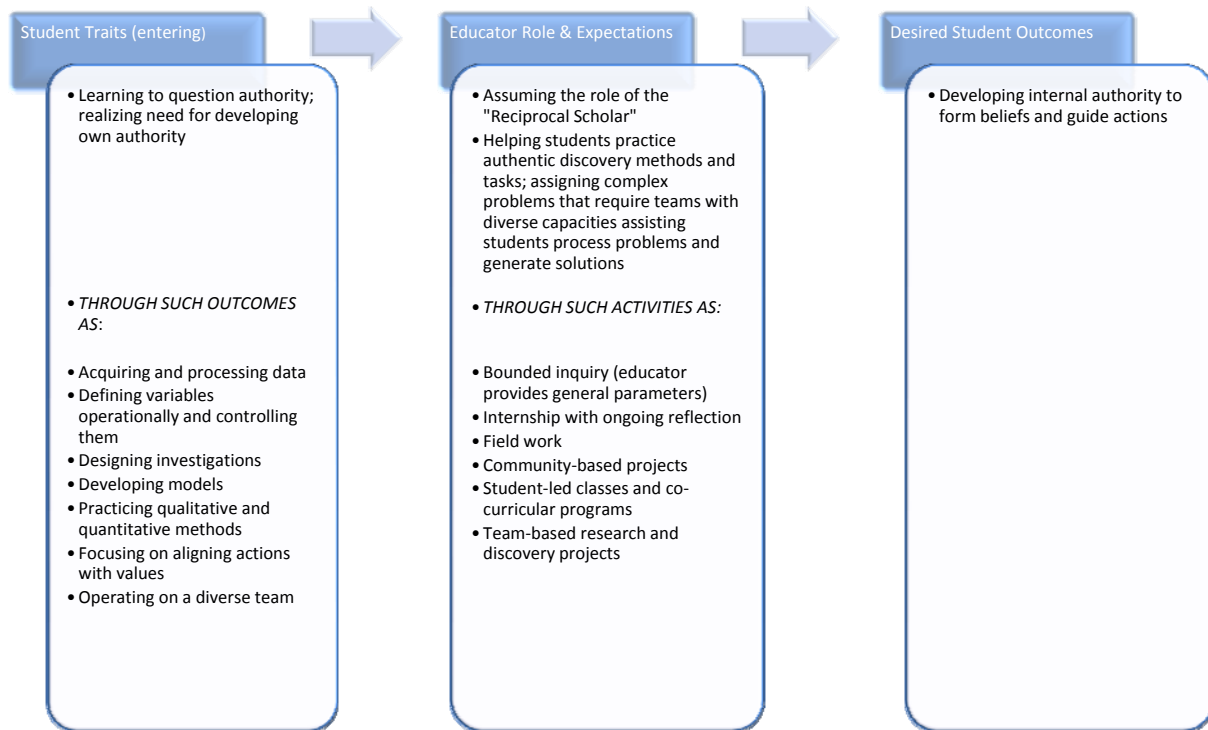 Student Traits (entering)
• Learning to question authority;
realizing need for developing
own authority
• THROUGH SUCH OUTCOMES
AS:
• Acquiring and processing data
• Defining variables
operationally and controlling
them
• Designing investigations
• Developing models
• Practicing qualitative and
quantitative methods
• Focusing on aligning actions
with values
• Operating on a diverse team
Educator Role & Expectations
• Assuming the role of the
"Reciprocal Scholar"
• Helping students practice
authentic discovery methods and
tasks; assigning complex
problems that require teams with
diverse capacities assisting
students process problems and
generate solutions
• THROUGH SUCH ACTIVITIES AS:
• Bounded inquiry (educator
provides general parameters)
• Internship with ongoing reflection
• Field work
• Community-based projects
• Student-led classes and co-
curricular programs
• Team-based research and
discovery projects
Desired Student Outcomes
• Developing internal authority to
form beliefs and guide actions